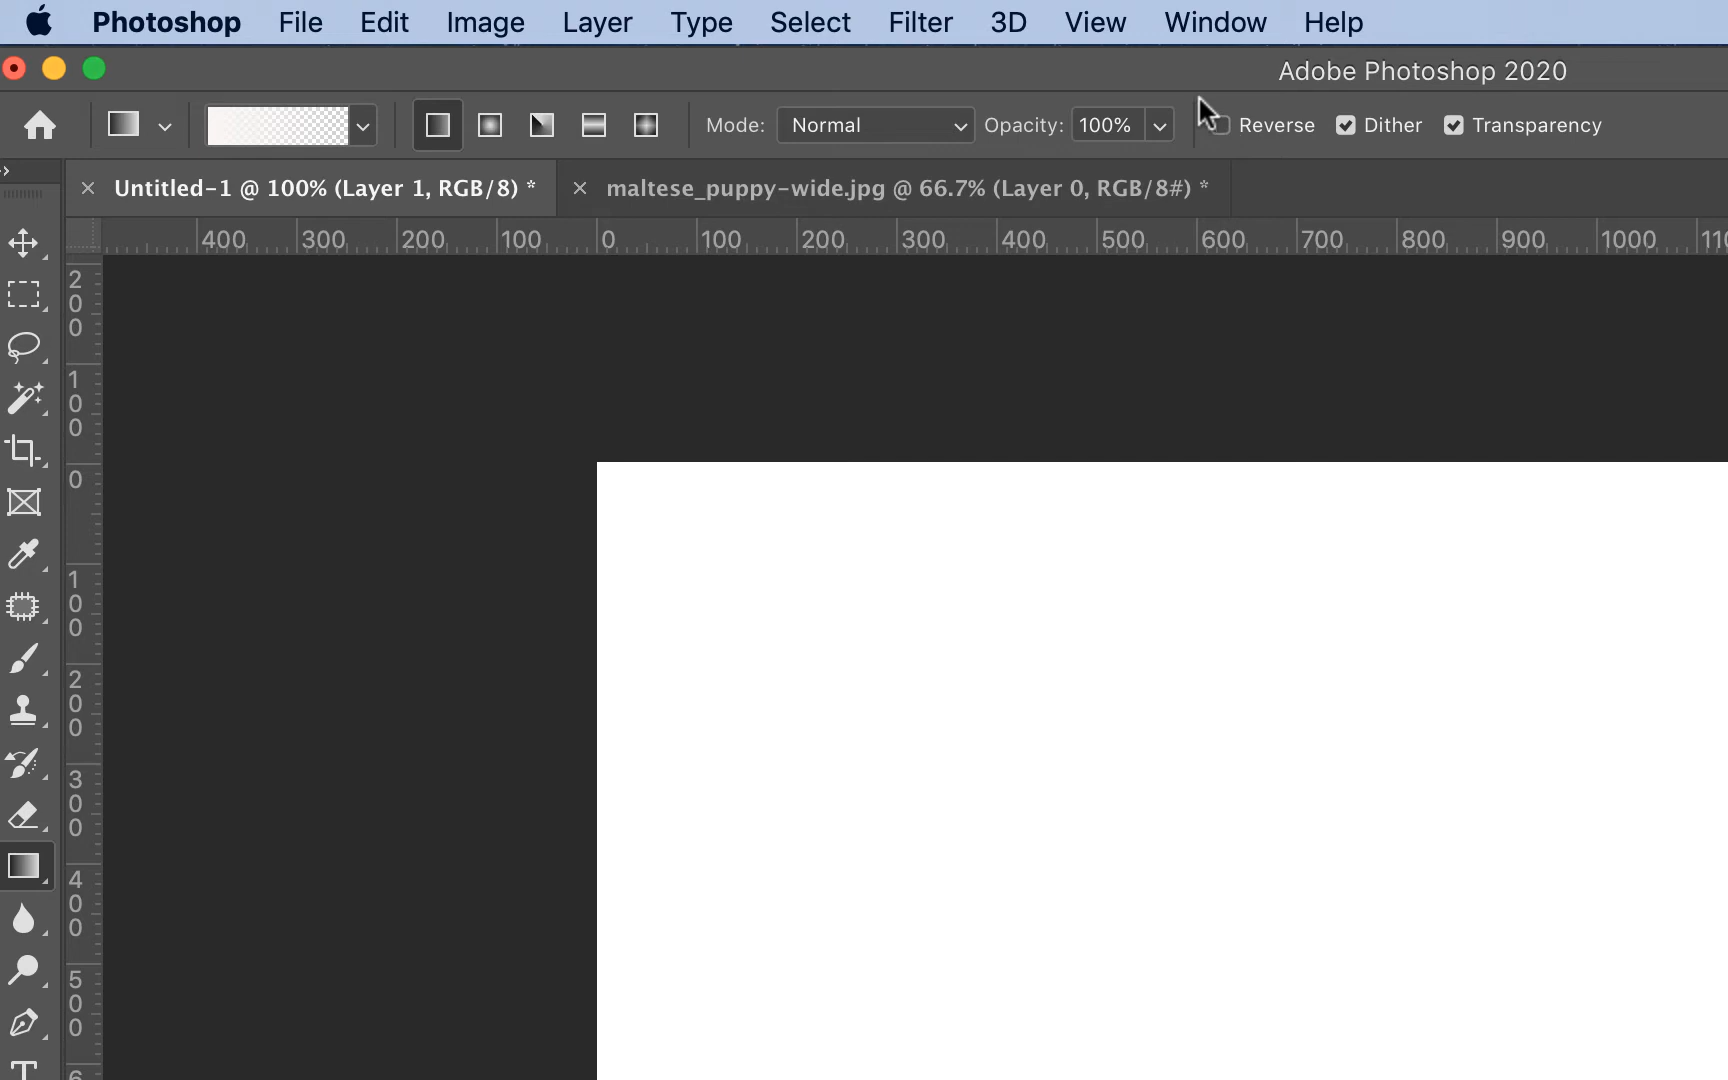 Photoshop File Edit Image Layer Type Select Filter 3D View Window Help
Adobe Photoshop 2020
Mode: Normal Opacity: 100% Reverse Dither Transparency
× Untitled-1 @ 100% (Layer 1, RGB/8) * × maltese_puppy-wide.jpg @ 66.7% (Layer 0, RGB/8#) *
400 300 200 100 0 100 200 300 400 500 600 700 800 900 1000
200
100
0
100
200
300
400
500